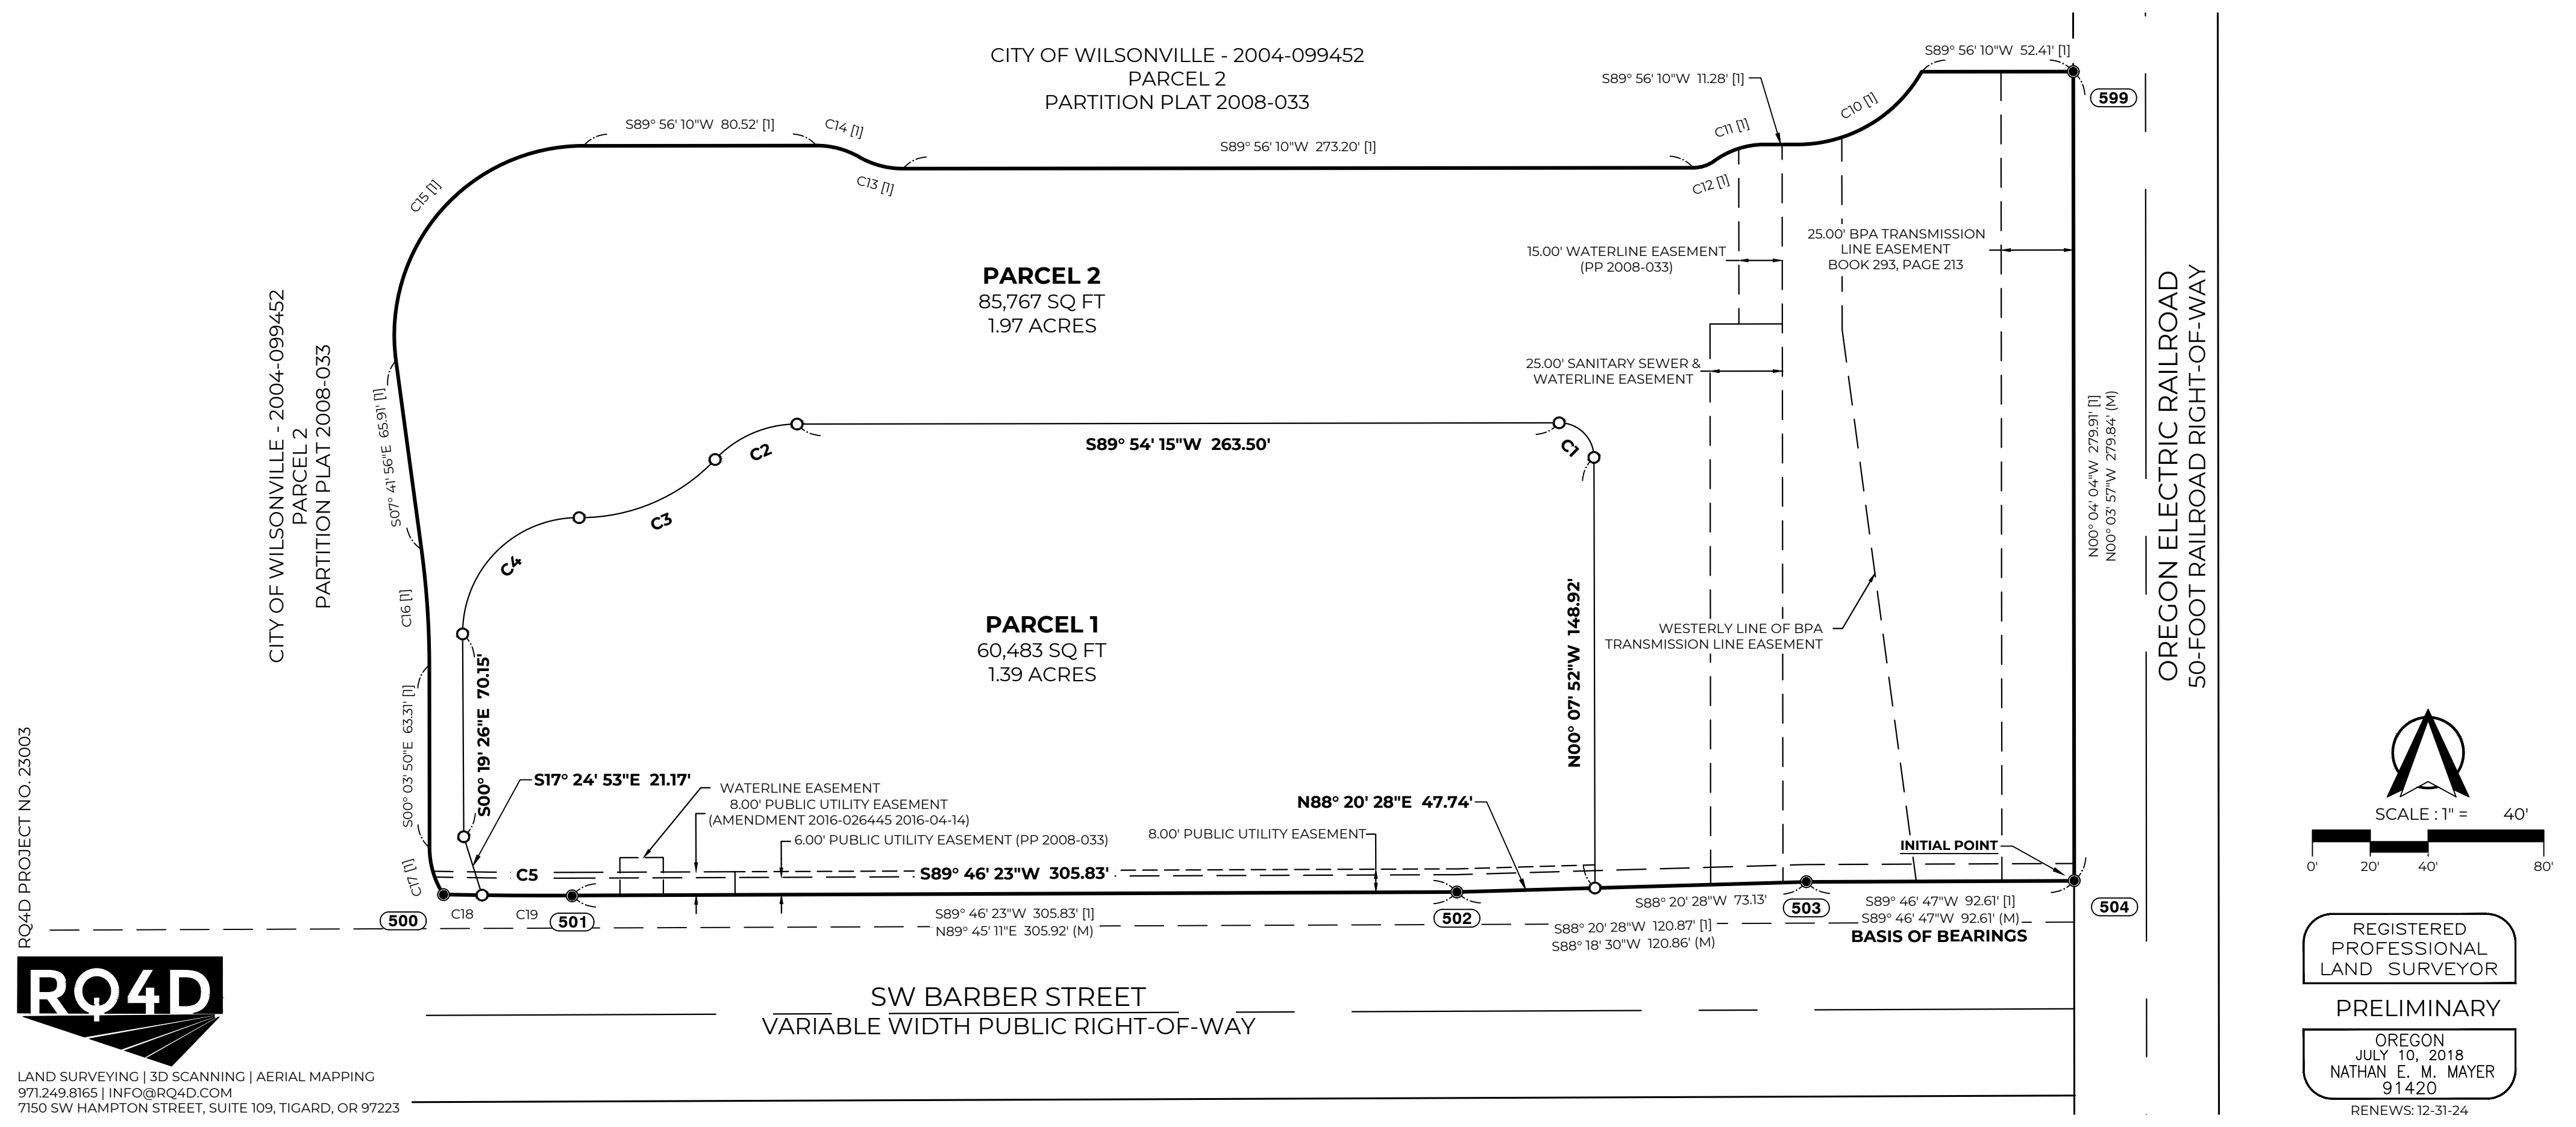 CITY OF WILSONVILLE - 2004-099452
PARCEL 2
PARTITION PLAT 2008-033
S89° 56' 10"W 52.41' [1]
S89° 56' 10"W 11.28' [1]
C10 [1]
599
S89° 56' 10"W 80.52' [1]
C14 [1]
C11 [1]
S89° 56' 10"W 273.20' [1]
C13 [1]
C12 [1]
C15 [1]
25.00' BPA TRANSMISSION
LINE EASEMENT
BOOK 293, PAGE 213
15.00' WATERLINE EASEMENT
(PP 2008-033)
PARCEL 2
85,767 SQ FT
1.97 ACRES
CITY OF WILSONVILLE - 2004-099452
PARCEL 2
PARTITION PLAT 2008-033
OREGON ELECTRIC RAILROAD
50-FOOT RAILROAD RIGHT-OF-WAY
25.00' SANITARY SEWER &
WATERLINE EASEMENT
S07° 41' 56"E 65.91' [1]
N00° 04' 04"W 279.91' [1]
N00° 03' 57"W 279.84' (M)
S89° 54' 15"W 263.50'
C1
C2
C3
C4
C16 [1]
N00° 07' 52"W 148.92'
PARCEL 1
60,483 SQ FT
1.39 ACRES
WESTERLY LINE OF BPA
TRANSMISSION LINE EASEMENT
S00° 19' 26"E 70.15'
S00° 03' 50"E 63.31' [1]
S17° 24' 53"E 21.17'
WATERLINE EASEMENT
8.00' PUBLIC UTILITY EASEMENT
(AMENDMENT 2016-026445 2016-04-14)
6.00' PUBLIC UTILITY EASEMENT (PP 2008-033)
N88° 20' 28"E 47.74'
8.00' PUBLIC UTILITY EASEMENT
INITIAL POINT
C17 [1]
C5
S89° 46' 23"W 305.83'
500
C18
C19
501
S89° 46' 23"W 305.83' [1]
N89° 45' 11"E 305.92' (M)
502
S88° 20' 28"W 73.13'
S88° 20' 28"W 120.87' [1]
S88° 18' 30"W 120.86' (M)
503
S89° 46' 47"W 92.61' [1]
S89° 46' 47"W 92.61' (M)
BASIS OF BEARINGS
504
SW BARBER STREET
VARIABLE WIDTH PUBLIC RIGHT-OF-WAY
RQ4D PROJECT NO. 23003
RQ4D
LAND SURVEYING | 3D SCANNING | AERIAL MAPPING
971.249.8165 | INFO@RQ4D.COM
7150 SW HAMPTON STREET, SUITE 109, TIGARD, OR 97223
SCALE : 1" = 40'
0' 20' 40' 80'
REGISTERED
PROFESSIONAL
LAND SURVEYOR
PRELIMINARY
OREGON
JULY 10, 2018
NATHAN E. M. MAYER
91420
RENEWS: 12-31-24